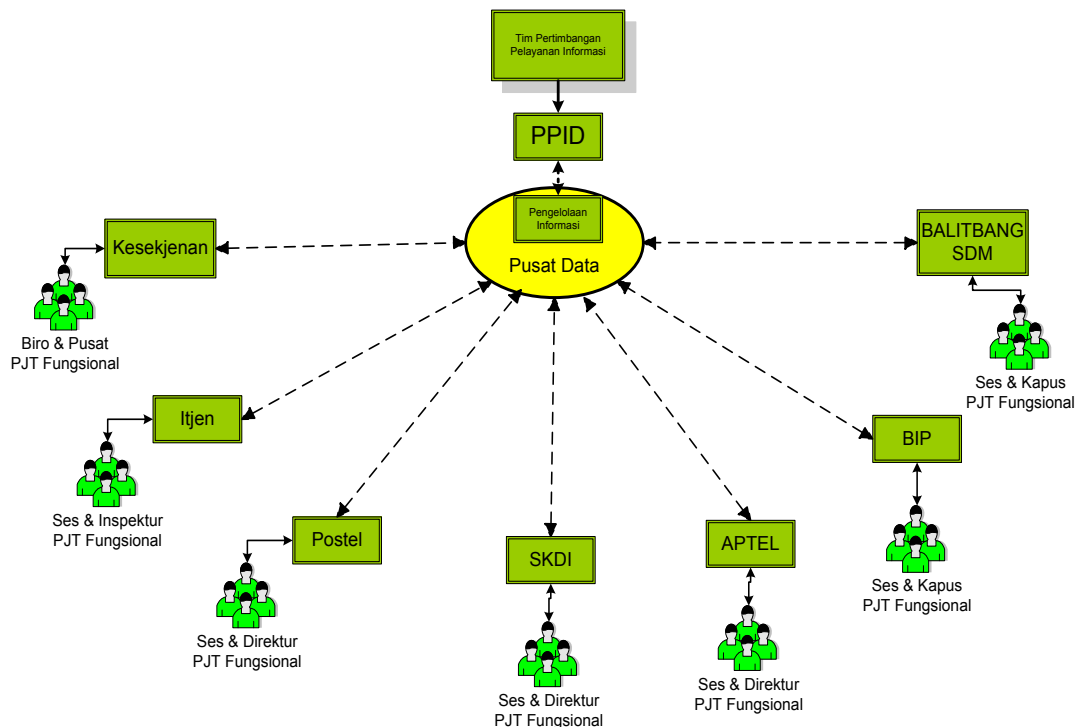 Tim Pertimbangan
Pelayanan Informasi
PPID
Pengelolaan
Informasi
Pusat Data
Kesekjenan
Biro & Pusat
PJT Fungsional
BALITBANG
SDM
Ses & Kapus
PJT Fungsional
Itjen
Ses & Inspektur
PJT Fungsional
BIP
Ses & Kapus
PJT Fungsional
Postel
Ses & Direktur
PJT Fungsional
SKDI
Ses & Direktur
PJT Fungsional
APTEL
Ses & Direktur
PJT Fungsional